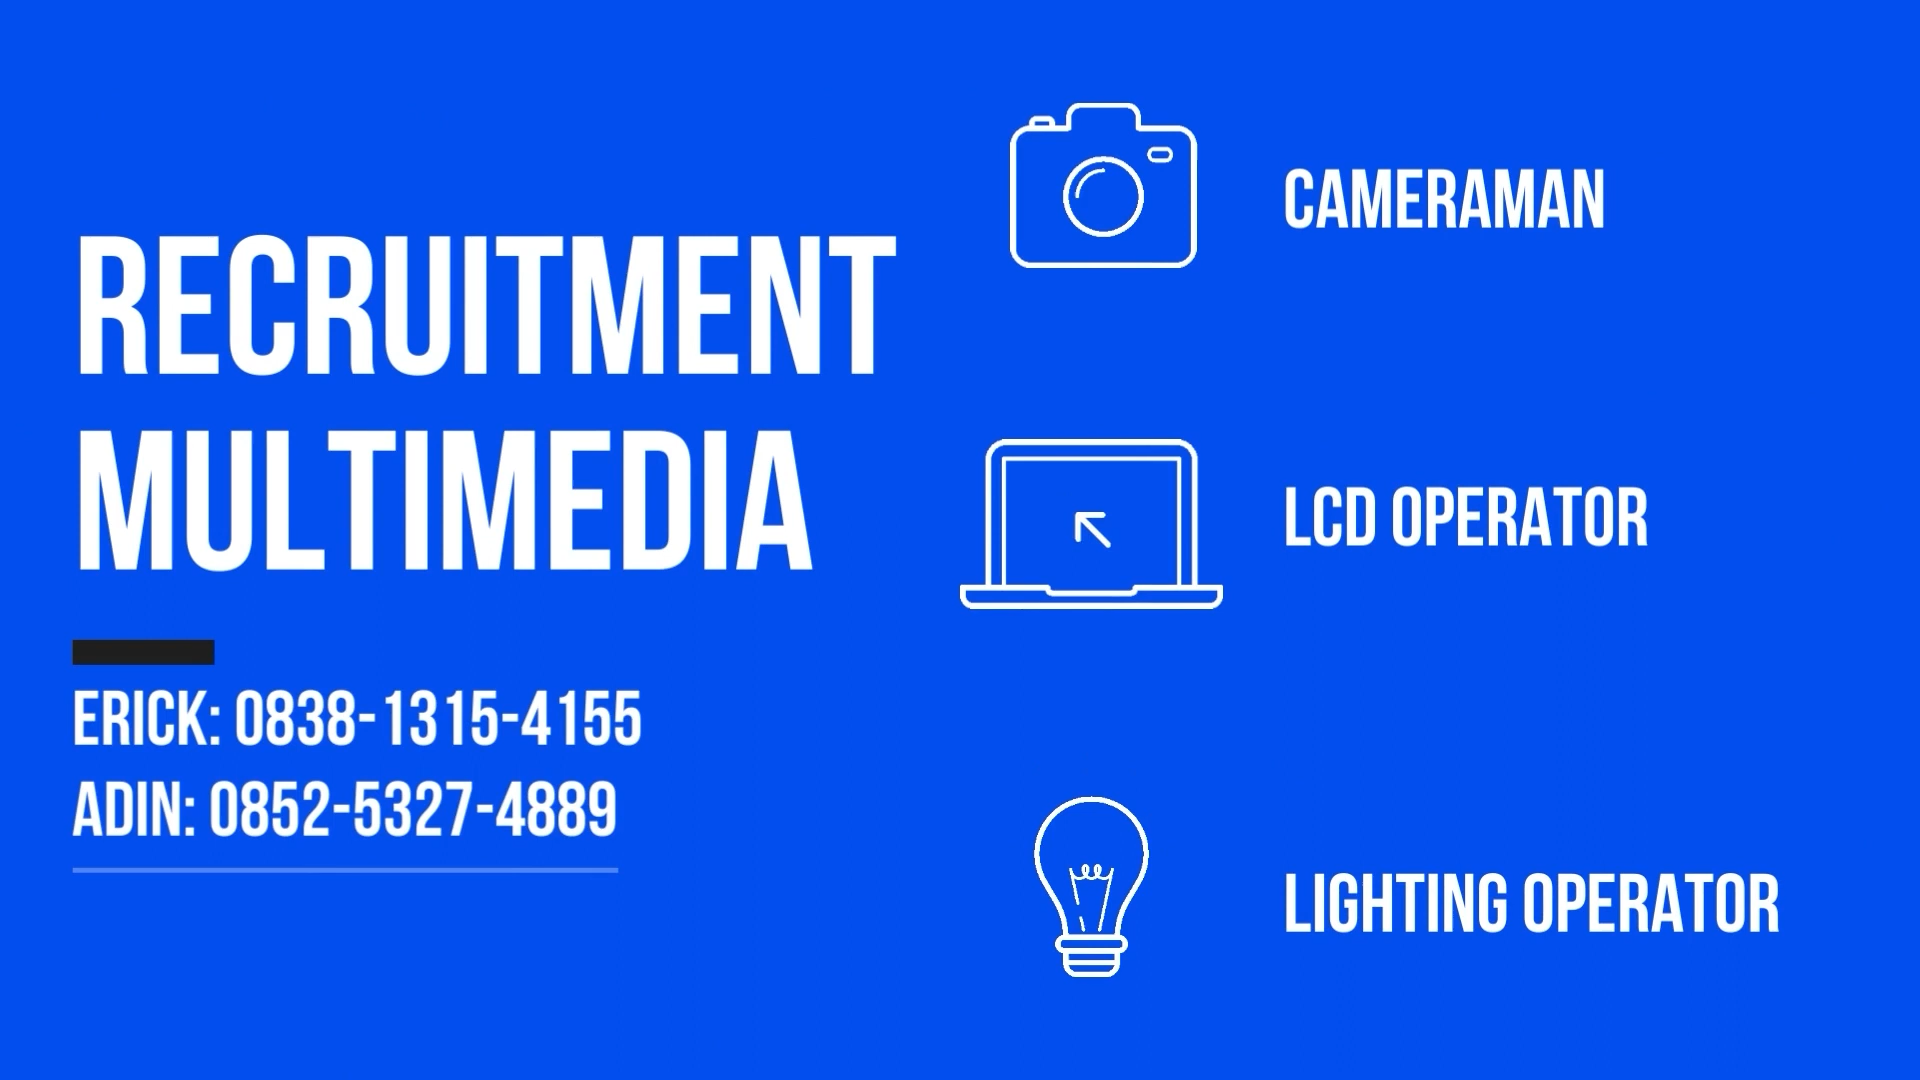 RECRUITMENT
MULTIMEDIA
ERICK: 0838-1315-4155
ADIN: 0852-5327-4889
CAMERAMAN
LCD OPERATOR
LIGHTING OPERATOR